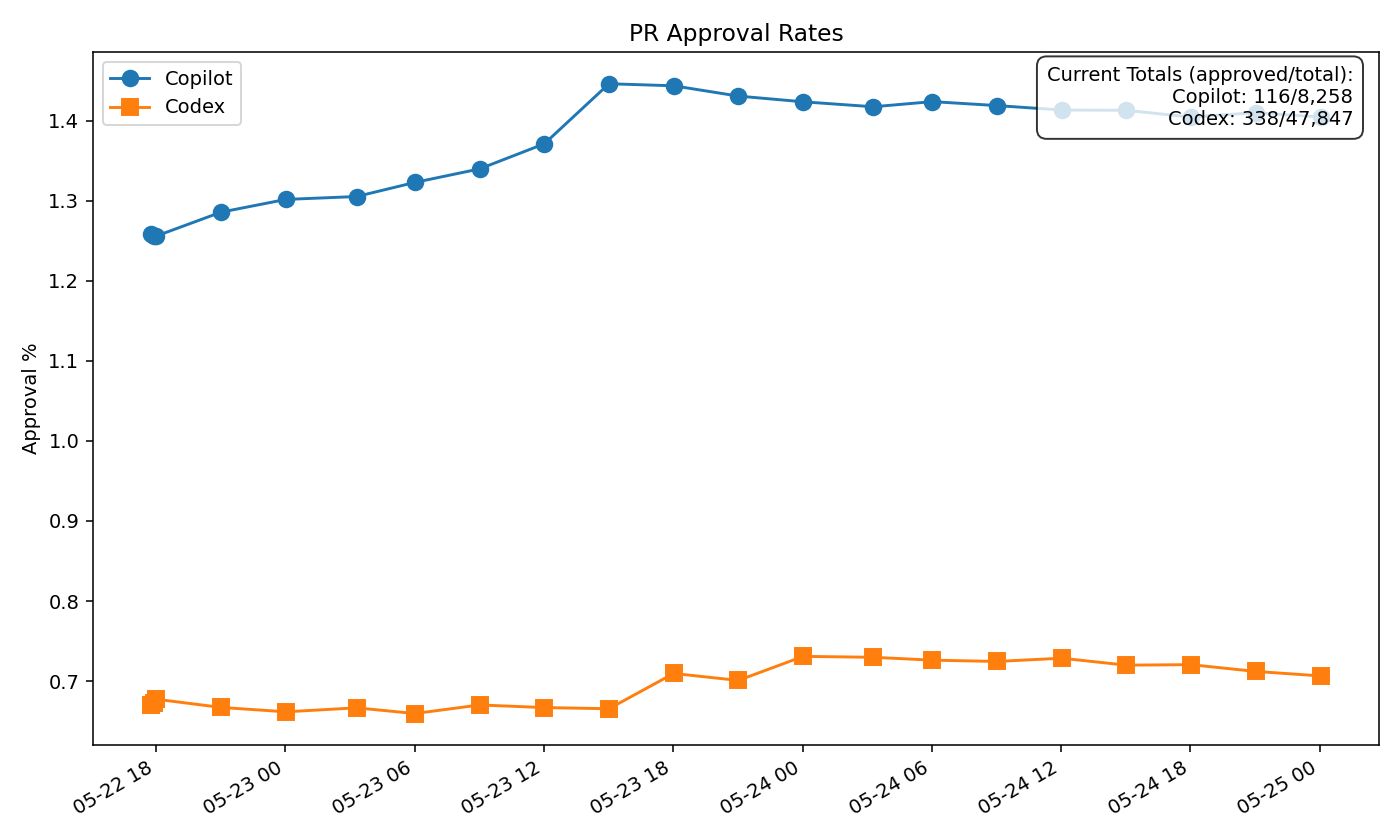 PR Approval Rates
Copilot
Codex
Current Totals (approved/total):
Copilot: 116/8,258
Codex: 338/47,847
Approval %
1.4
1.3
1.2
1.1
1.0
0.9
0.8
0.7
05-22 18
05-23 00
05-23 06
05-23 12
05-23 18
05-24 00
05-24 06
05-24 12
05-24 18
05-25 00